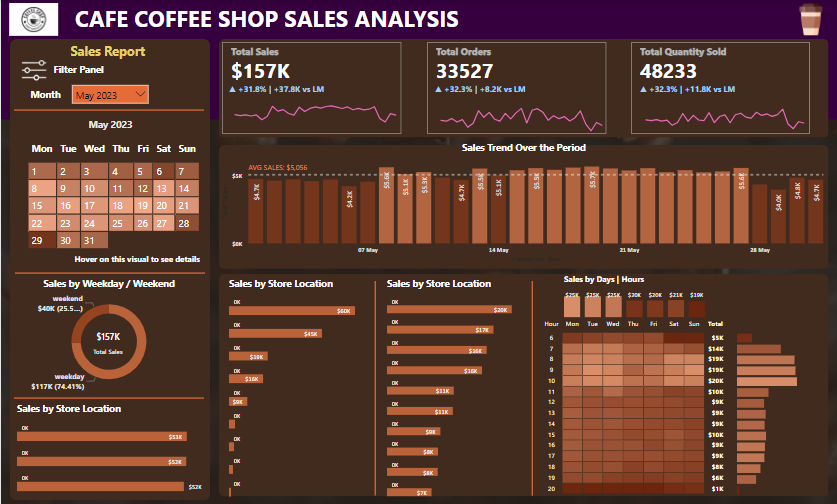 CAFE COFFEE SHOP SALES ANALYSIS
Sales Report
Filter Panel
Month May 2023
May 2023
Mon Tue Wed Thu Fri Sat Sun
1 2 3 4 5 6 7
8 9 10 11 12 13 14
15 16 17 18 19 20 21
22 23 24 25 26 27 28
29 30 31
Hover on this visual to see details
Sales by Weekday / Weekend
weekend
$40K (25.5...)
$157K
Total Sales
weekday
$117K (74.41%)
Sales by Store Location
0K
$53K
0K
$52K
0K
$52K
Total Sales
$157K
▲ +31.8% | +37.8K vs LM
Total Orders
33527
▲ +32.3% | +8.2K vs LM
Total Quantity Sold
48233
▲ +32.3% | +11.8K vs LM
Sales Trend Over the Period
AVG SALES: $5,056
$5K
$0K
$4.7K $4.2K $5.6K $5.1K $5.3K $4.7K $5.5K $5.1K $5.5K $5.7K $5.6K $4.0K $4.8K $4.7K
07 May 14 May 21 May 28 May
Sales by Store Location
0K
$60K
0K
$45K
0K
$19K
0K
$16K
0K
$9K
0K
0K
0K
0K
Sales by Store Location
0K
$20K
0K
$17K
0K
$16K
0K
$16K
0K
$11K
0K
$11K
0K
$9K
0K
$8K
0K
$8K
0K
$7K
Sales by Days | Hours
$25K $25K $25K $20K $20K $21K $19K
Hour Mon Tue Wed Thu Fri Sat Sun Total
6 $5K
7 $14K
8 $19K
9 $19K
10 $20K
11 $10K
12 $9K
13 $9K
14 $9K
15 $10K
16 $9K
17 $9K
18 $8K
19 $6K
20 $1K